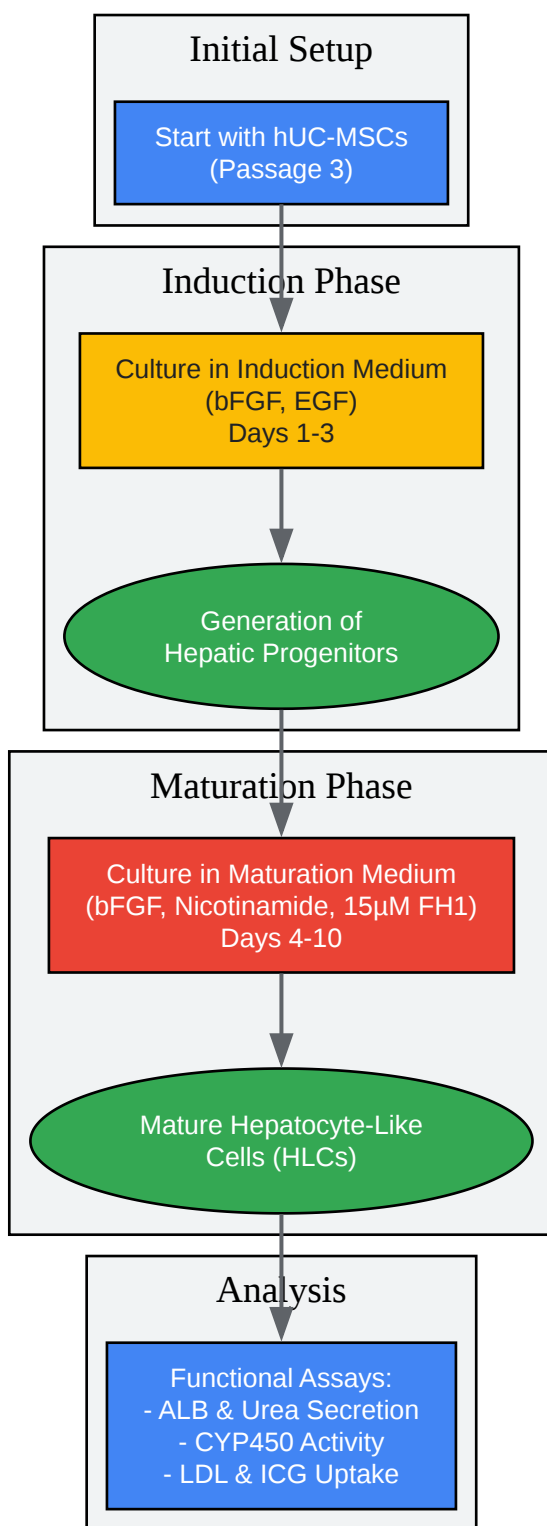 Initial Setup
Start with hUC-MSCs
(Passage 3)
Induction Phase
Culture in Induction Medium
(bFGF, EGF)
Days 1-3
Generation of
Hepatic Progenitors
Maturation Phase
Culture in Maturation Medium
(bFGF, Nicotinamide, 15µM FH1)
Days 4-10
Mature Hepatocyte-Like
Cells (HLCs)
Analysis
Functional Assays:
- ALB & Urea Secretion
- CYP450 Activity
- LDL & ICG Uptake